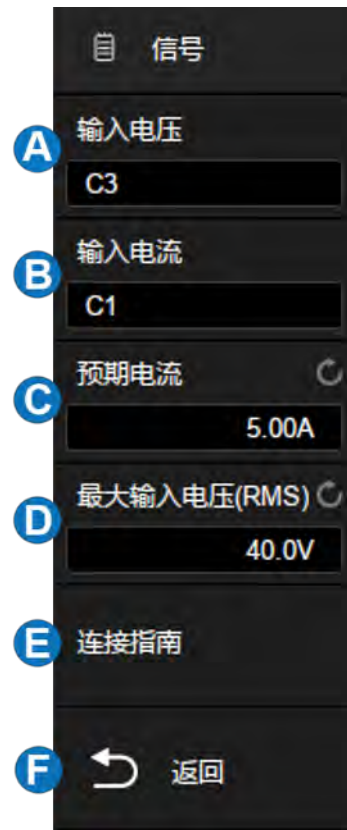 信号
A 输入电压
C3
B 输入电流
C1
C 预期电流
5.00A
D 最大输入电压(RMS)
40.0V
E 连接指南
F 返回